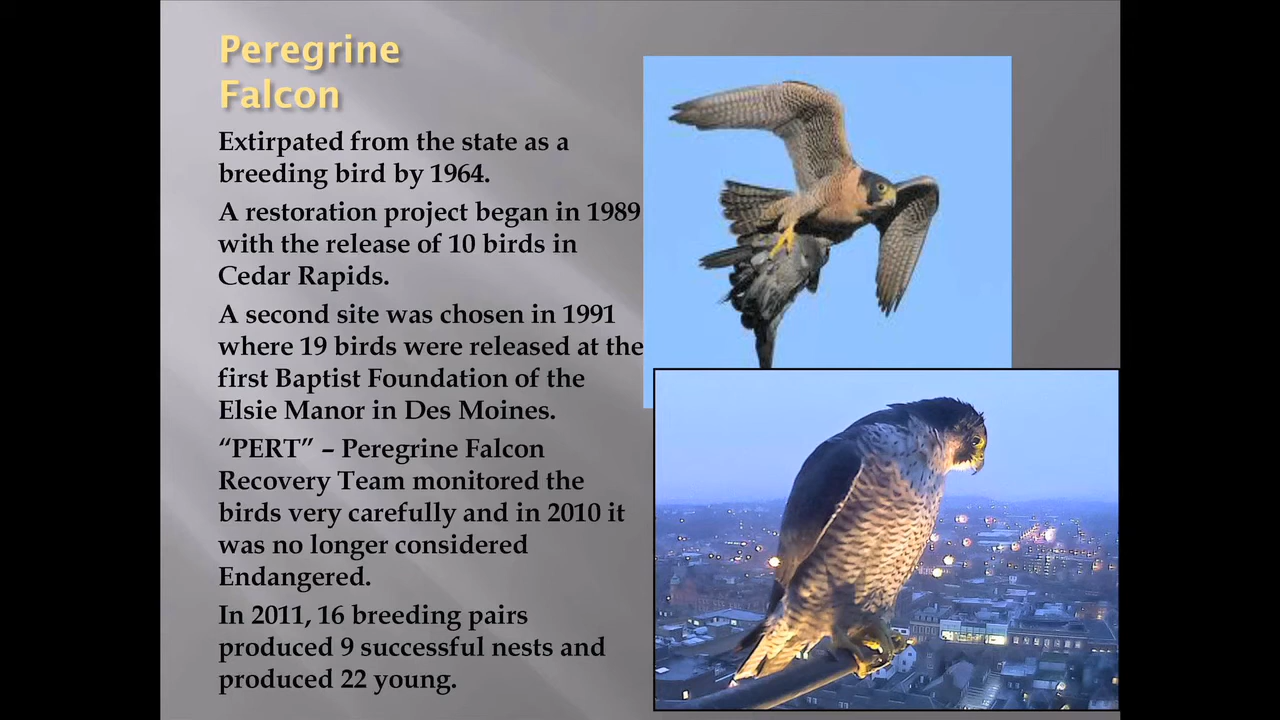 Peregrine
Falcon
Extirpated from the state as a
breeding bird by 1964.
A restoration project began in 1989
with the release of 10 birds in
Cedar Rapids.
A second site was chosen in 1991
where 19 birds were released at the
first Baptist Foundation of the
Elsie Manor in Des Moines.
“PERT” – Peregrine Falcon
Recovery Team monitored the
birds very carefully and in 2010 it
was no longer considered
Endangered.
In 2011, 16 breeding pairs
produced 9 successful nests and
produced 22 young.